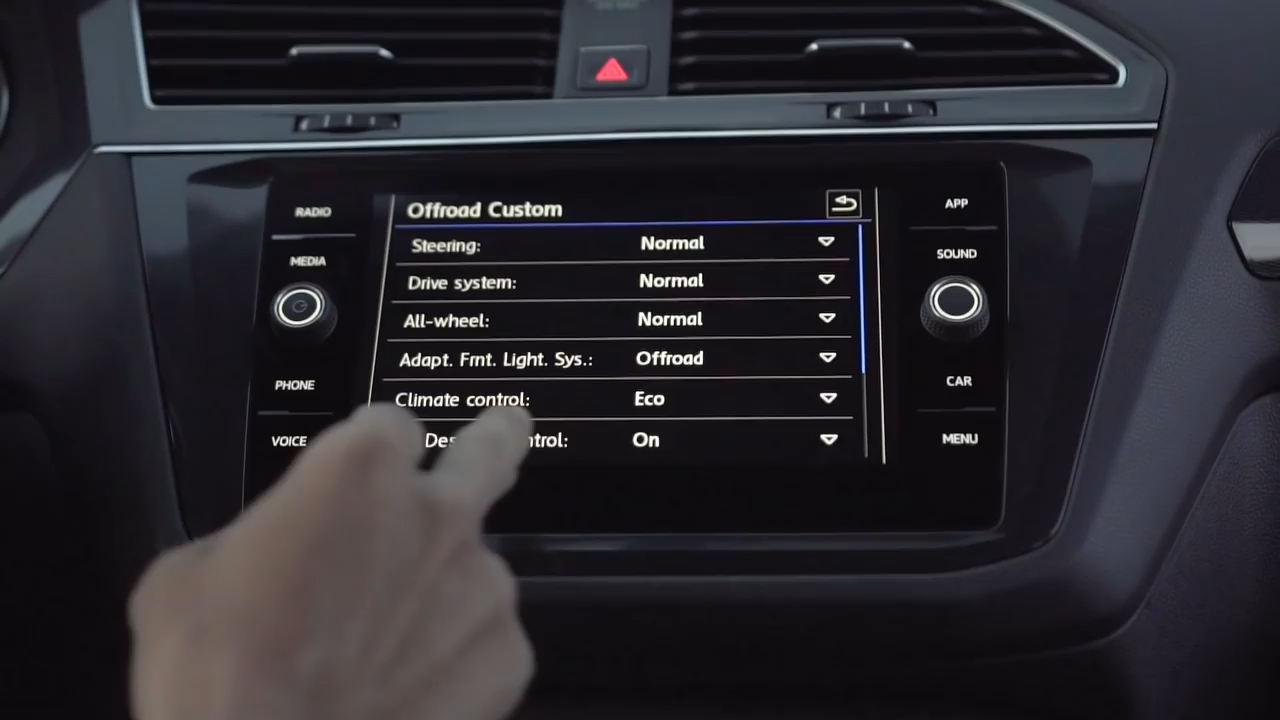 RADIO
MEDIA
PHONE
VOICE
Offroad Custom
Steering: Normal
Drive system: Normal
All-wheel: Normal
Adapt. Frnt. Light. Sys.: Offroad
Climate control: Eco
On
APP
SOUND
CAR
MENU